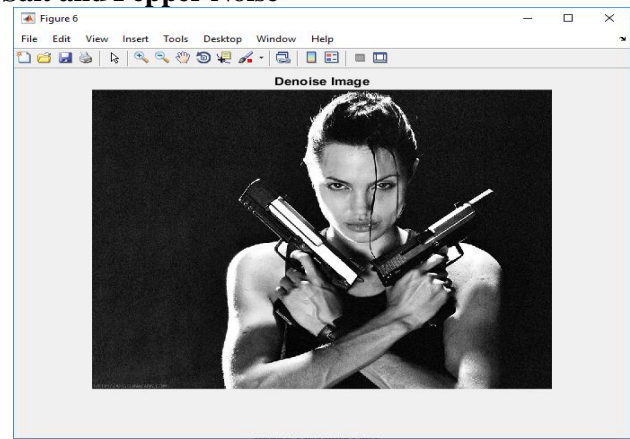 Salt and Pepper Noise
Figure 6
File Edit View Insert Tools Desktop Window Help
Denoise Image